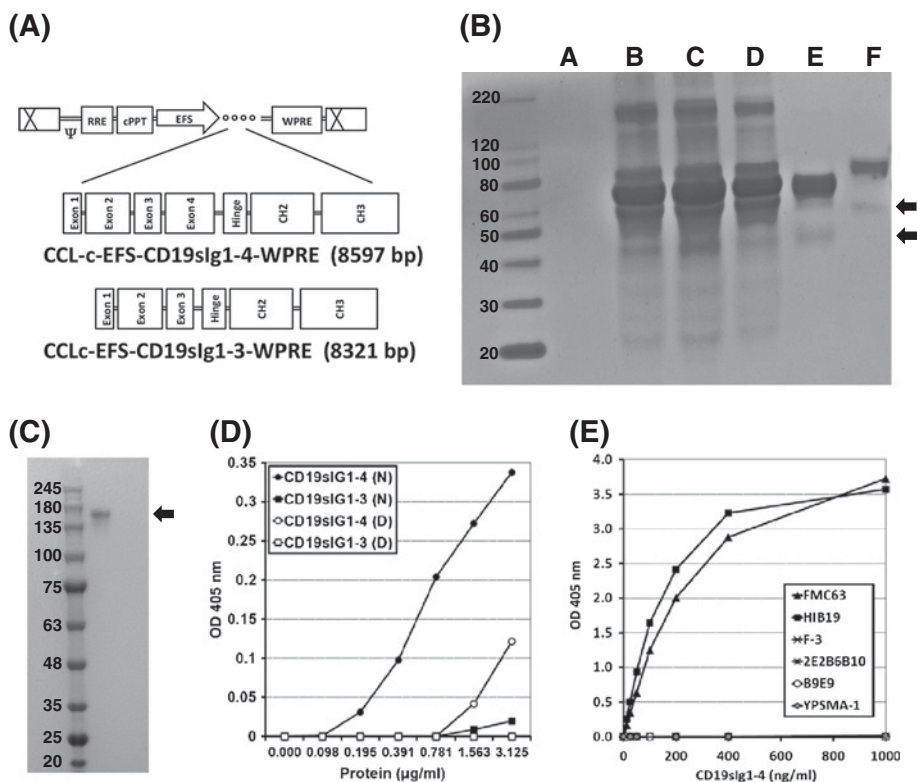 (A)
Ψ
RRE
cPPT
EFS
WPRE
Exon 1
Exon 2
Exon 3
Exon 4
Hinge
CH2
CH3
CCL-c-EFS-CD19sIg1-4-WPRE (8597 bp)
Exon 1
Exon 2
Exon 3
Hinge
CH2
CH3
CCLc-EFS-CD19sIg1-3-WPRE (8321 bp)
(B)
A B C D E F
220
120
100
80
60
50
40
30
20
(C)
245
180
135
100
75
63
48
35
25
20
(D)
0.35
0.3
0.25
0.2
0.15
0.1
0.05
0
OD 405 nm
CD19sIG1-4 (N)
CD19sIG1-3 (N)
CD19sIG1-4 (D)
CD19sIG1-3 (D)
0.000 0.098 0.195 0.391 0.781 1.563 3.125
Protein (µg/ml)
(E)
4.0
3.5
3.0
2.5
2.0
1.5
1.0
0.5
0.0
OD 405 nm
FMC63
HIB19
F-3
2E2B6B10
B9E9
YPSMA-1
0 200 400 600 800 1000
CD19sIg1-4 (ng/ml)